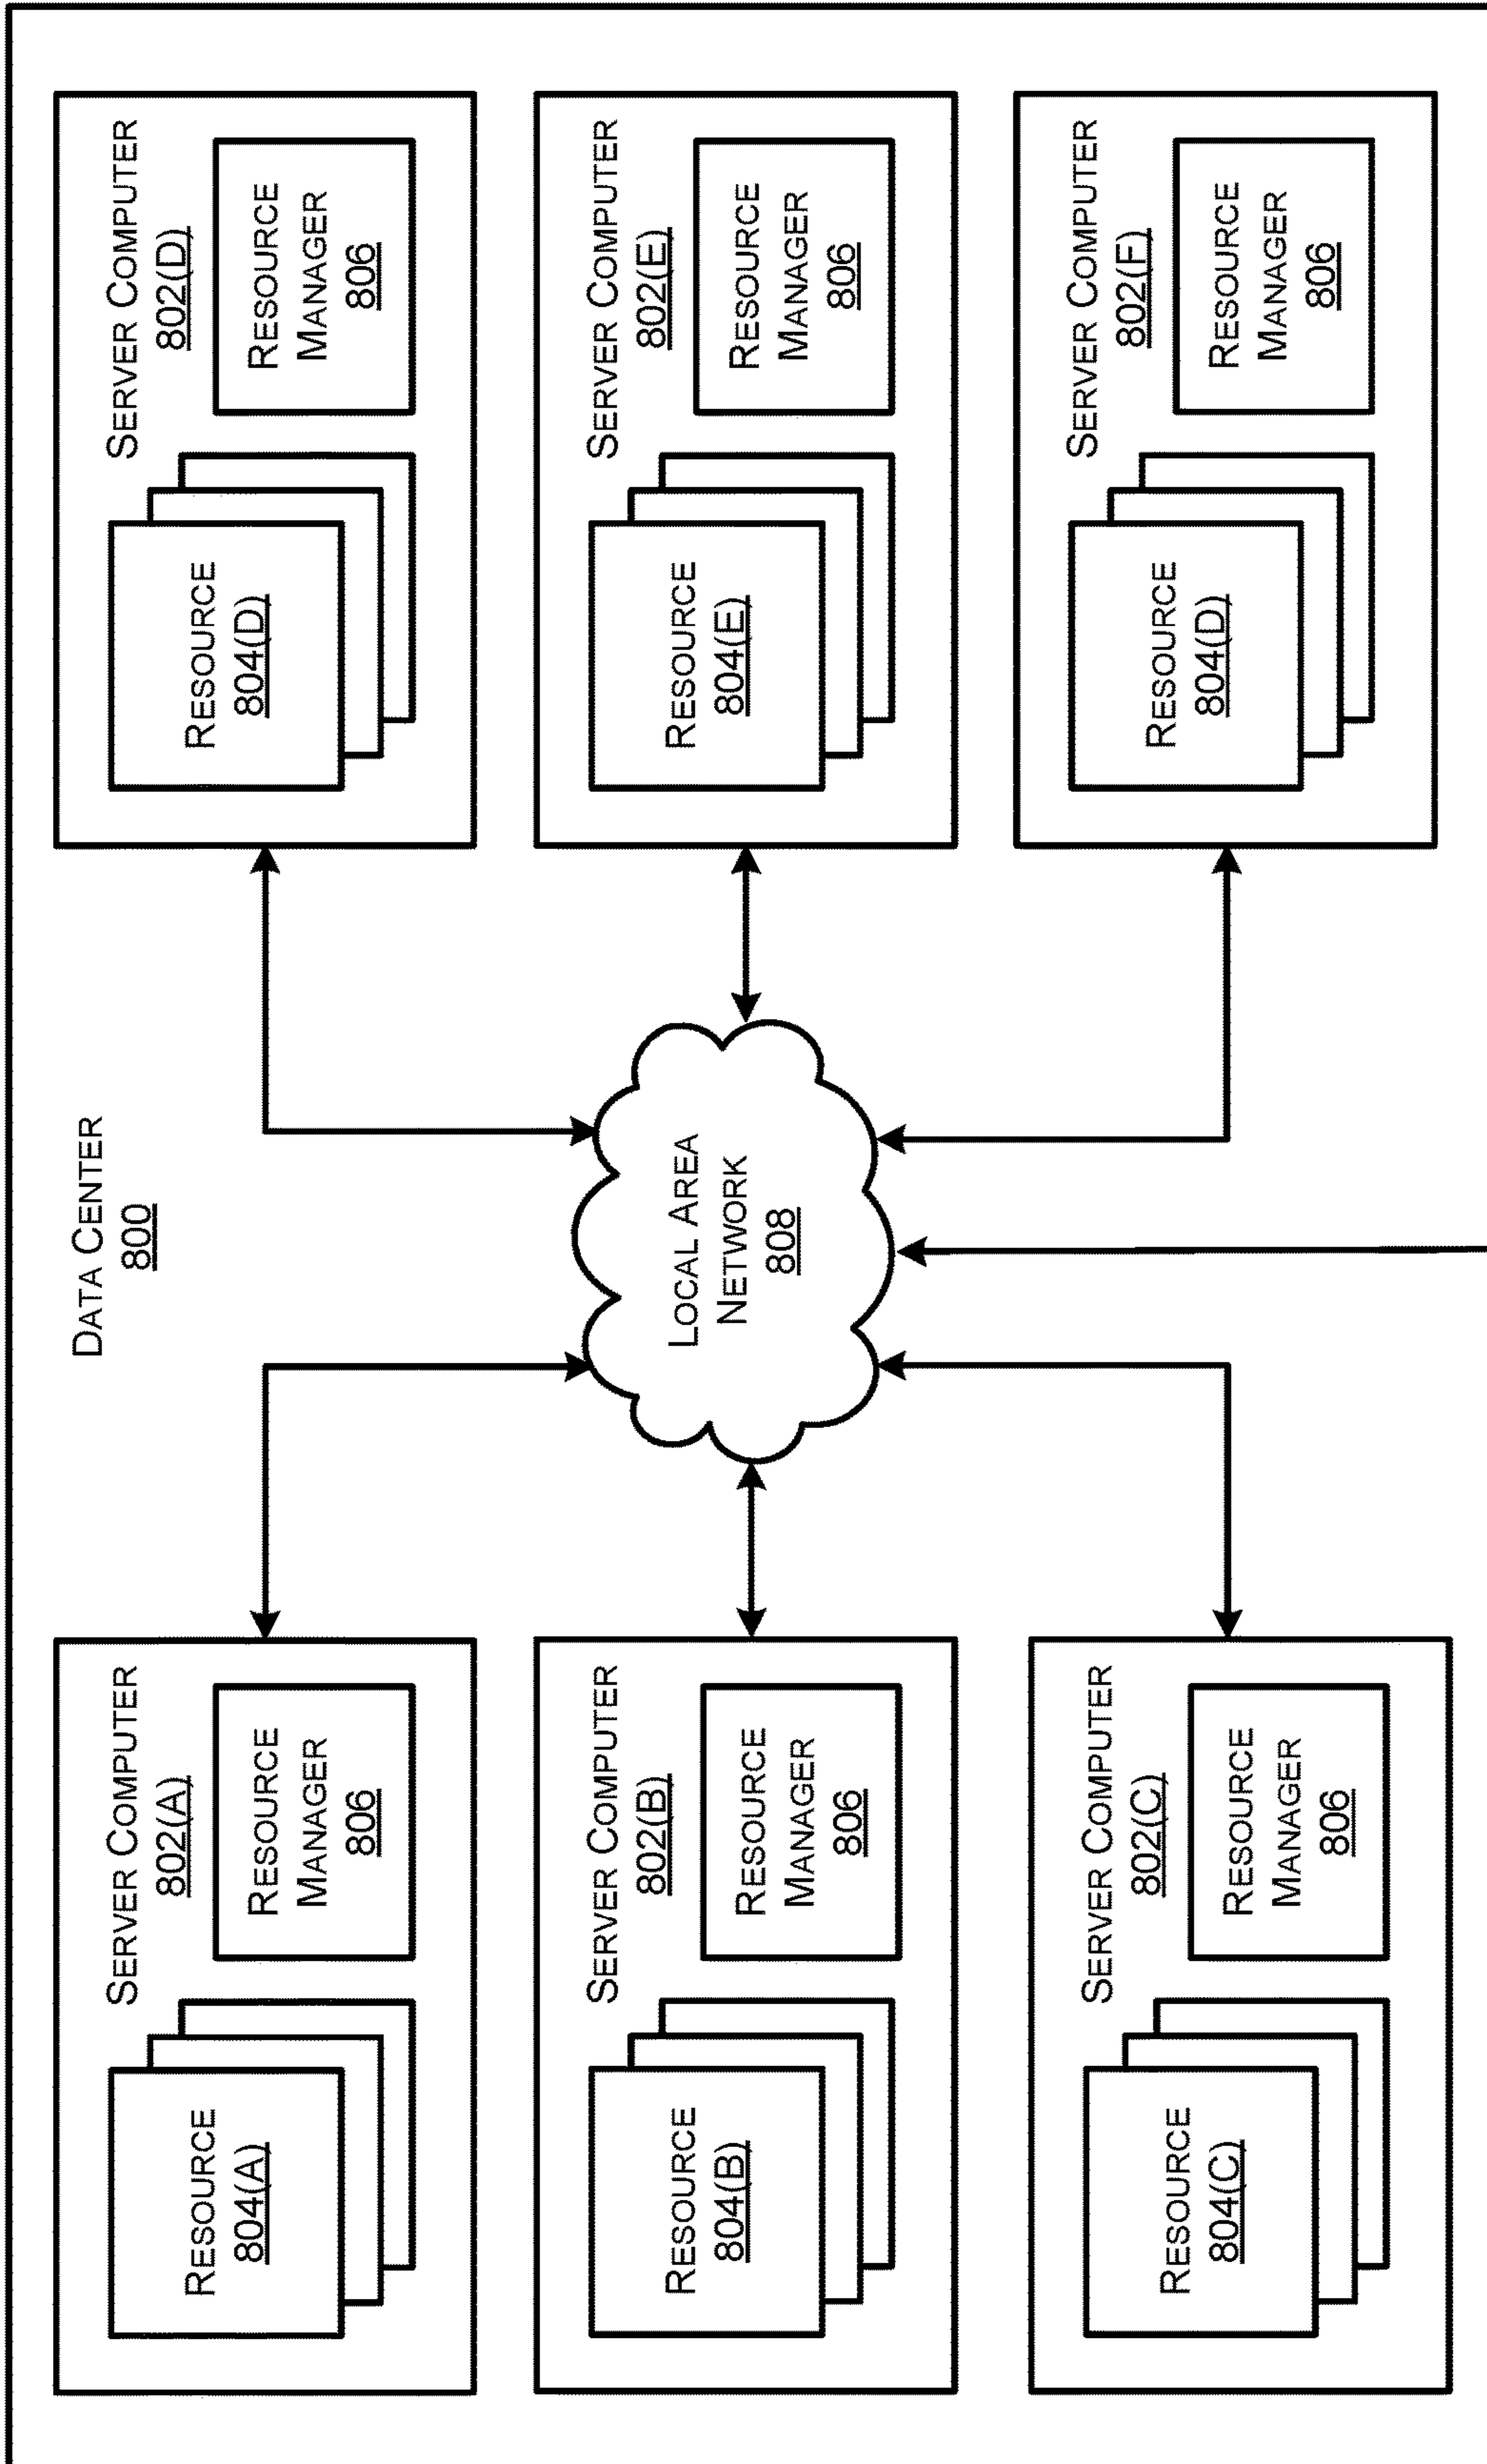 DATA CENTER
800
SERVER COMPUTER
802(A)
RESOURCE
804(A)
RESOURCE
MANAGER
806
SERVER COMPUTER
802(B)
RESOURCE
804(B)
RESOURCE
MANAGER
806
SERVER COMPUTER
802(C)
RESOURCE
804(C)
RESOURCE
MANAGER
806
LOCAL AREA
NETWORK
808
SERVER COMPUTER
802(D)
RESOURCE
804(D)
RESOURCE
MANAGER
806
SERVER COMPUTER
802(E)
RESOURCE
804(E)
RESOURCE
MANAGER
806
SERVER COMPUTER
802(F)
RESOURCE
804(D)
RESOURCE
MANAGER
806